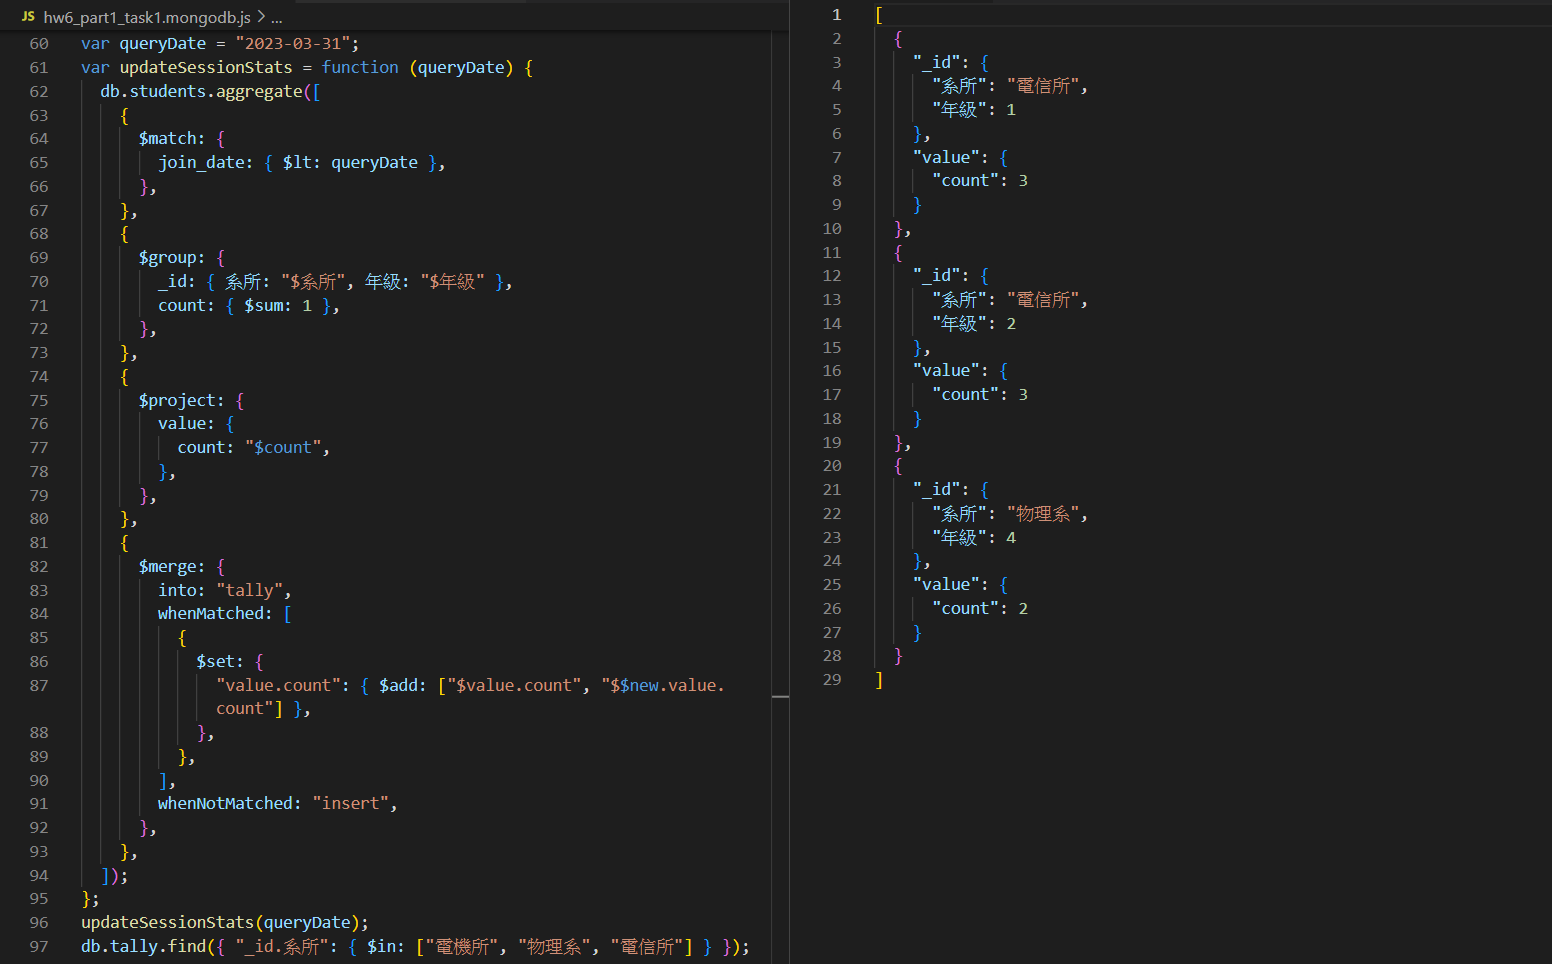 JS hw6_part1_task1.mongodb.js > ...
60 var queryDate = "2023-03-31";
61 var updateSessionStats = function (queryDate) {
62 db.students.aggregate([
63 {
64 $match: {
65 join_date: { $lt: queryDate },
66 },
67 },
68 {
69 $group: {
70 _id: { 系所: "$系所", 年級: "$年級" },
71 count: { $sum: 1 },
72 },
73 },
74 {
75 $project: {
76 value: {
77 count: "$count",
78 },
79 },
80 },
81 {
82 $merge: {
83 into: "tally",
84 whenMatched: [
85 {
86 $set: {
87 "value.count": { $add: ["$value.count", "$$new.value.
count"] },
88 },
89 },
90 ],
91 whenNotMatched: "insert",
92 },
93 },
94 ]);
95 };
96 updateSessionStats(queryDate);
97 db.tally.find({ "_id.系所": { $in: ["電機所", "物理系", "電信所"] } });
1 [
2 {
3 "_id": {
4 "系所": "電信所",
5 "年級": 1
6 },
7 "value": {
8 "count": 3
9 }
10 },
11 {
12 "_id": {
13 "系所": "電信所",
14 "年級": 2
15 },
16 "value": {
17 "count": 3
18 }
19 },
20 {
21 "_id": {
22 "系所": "物理系",
23 "年級": 4
24 },
25 "value": {
26 "count": 2
27 }
28 }
29 ]